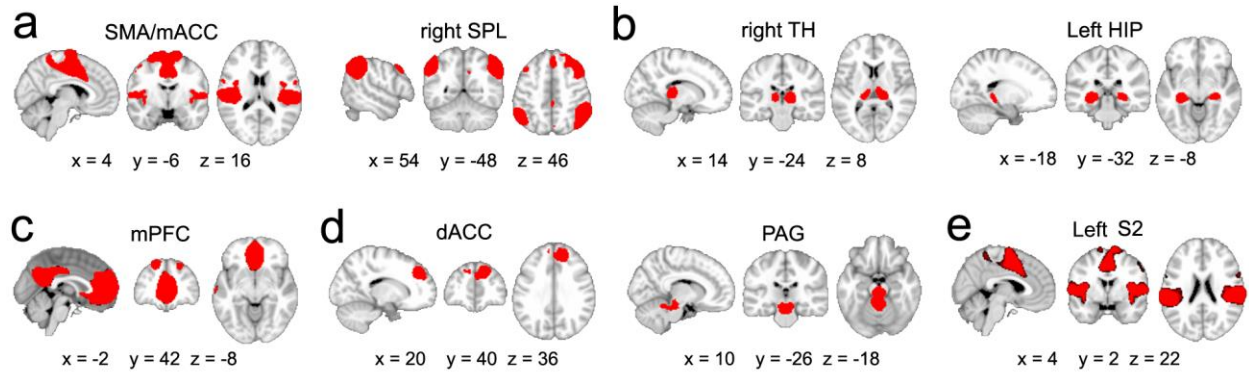 a
SMA/mACC
right SPL
b
right TH
Left HIP
x = 4 y = -6 z = 16
x = 54 y = -48 z = 46
x = 14 y = -24 z = 8
x = -18 y = -32 z = -8
c
mPFC
d
dACC
PAG
e
Left S2
x = -2 y = 42 z = -8
x = 20 y = 40 z = 36
x = 10 y = -26 z = -18
x = 4 y = 2 z = 22